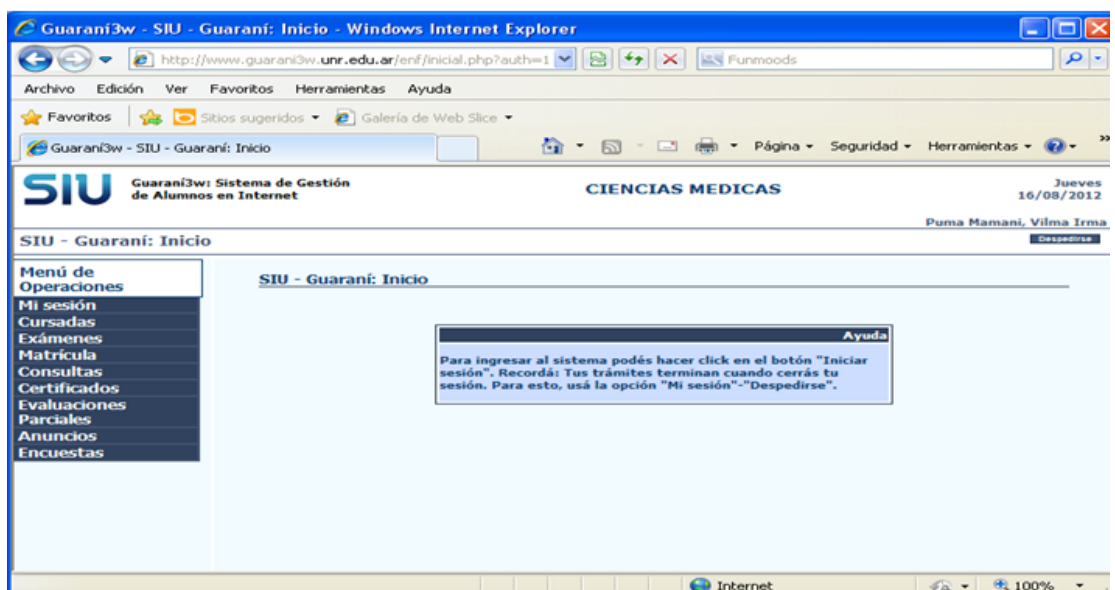 Guaraní3w - SIU - Guaraní: Inicio - Windows Internet Explorer
http://www.guarani3w.unr.edu.ar/enf/inicial.php?auth=1
Funmoods
Archivo Edición Ver Favoritos Herramientas Ayuda
Favoritos Sitios sugeridos Galería de Web Slice
Guaraní3w - SIU - Guaraní: Inicio Página Seguridad Herramientas
SIU Guaraní3w: Sistema de Gestión de Alumnos en Internet
CIENCIAS MEDICAS
Jueves
16/08/2012
Puma Mamani, Vilma Irma
SIU - Guaraní: Inicio Despedirse
Menú de
Operaciones
Mi sesión
Cursadas
Exámenes
Matrícula
Consultas
Certificados
Evaluaciones
Parciales
Anuncios
Encuestas
SIU - Guaraní: Inicio
Ayuda
Para ingresar al sistema podés hacer click en el botón "Iniciar
sesión". Recordá: Tus trámites terminan cuando cerrás tu
sesión. Para esto, usá la opción "Mi sesión"-"Despedirse".
Internet 100%